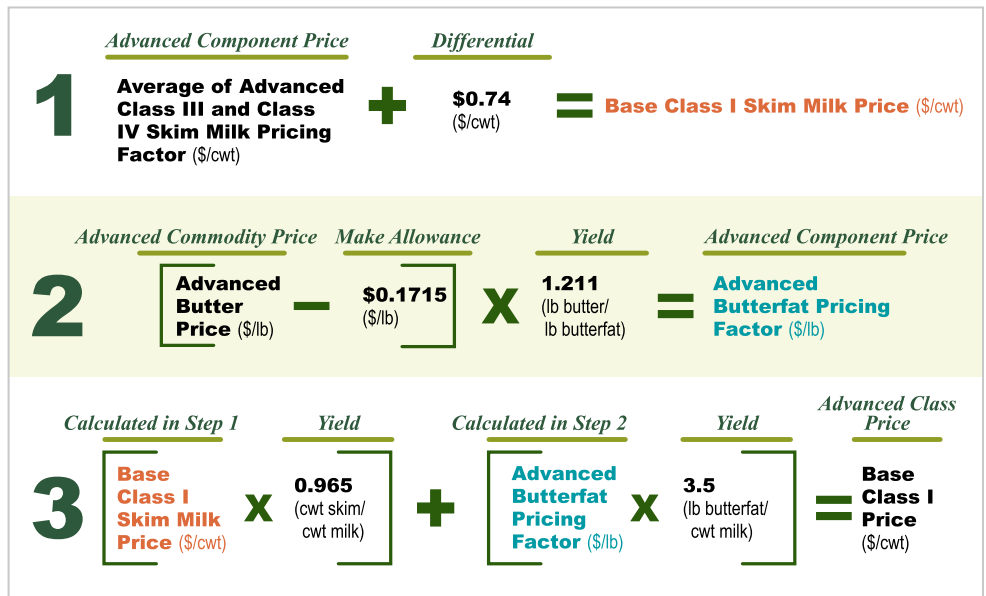 Advanced Component Price
Differential
1
Average of Advanced
Class III and Class
IV Skim Milk Pricing
Factor ($/cwt)
+
$0.74
($/cwt)
=
Base Class I Skim Milk Price ($/cwt)
Advanced Commodity Price
Make Allowance
Yield
Advanced Component Price
2
Advanced
Butter
Price ($/lb)
–
$0.1715
($/lb)
x
1.211
(lb butter/
lb butterfat)
=
Advanced
Butterfat Pricing
Factor ($/lb)
Calculated in Step 1
Yield
Calculated in Step 2
Yield
Advanced Class
Price
3
Base
Class I
Skim Milk
Price ($/cwt)
x
0.965
(cwt skim/
cwt milk)
+
Advanced
Butterfat
Pricing
Factor ($/lb)
x
3.5
(lb butterfat/
cwt milk)
=
Base
Class I
Price
($/cwt)